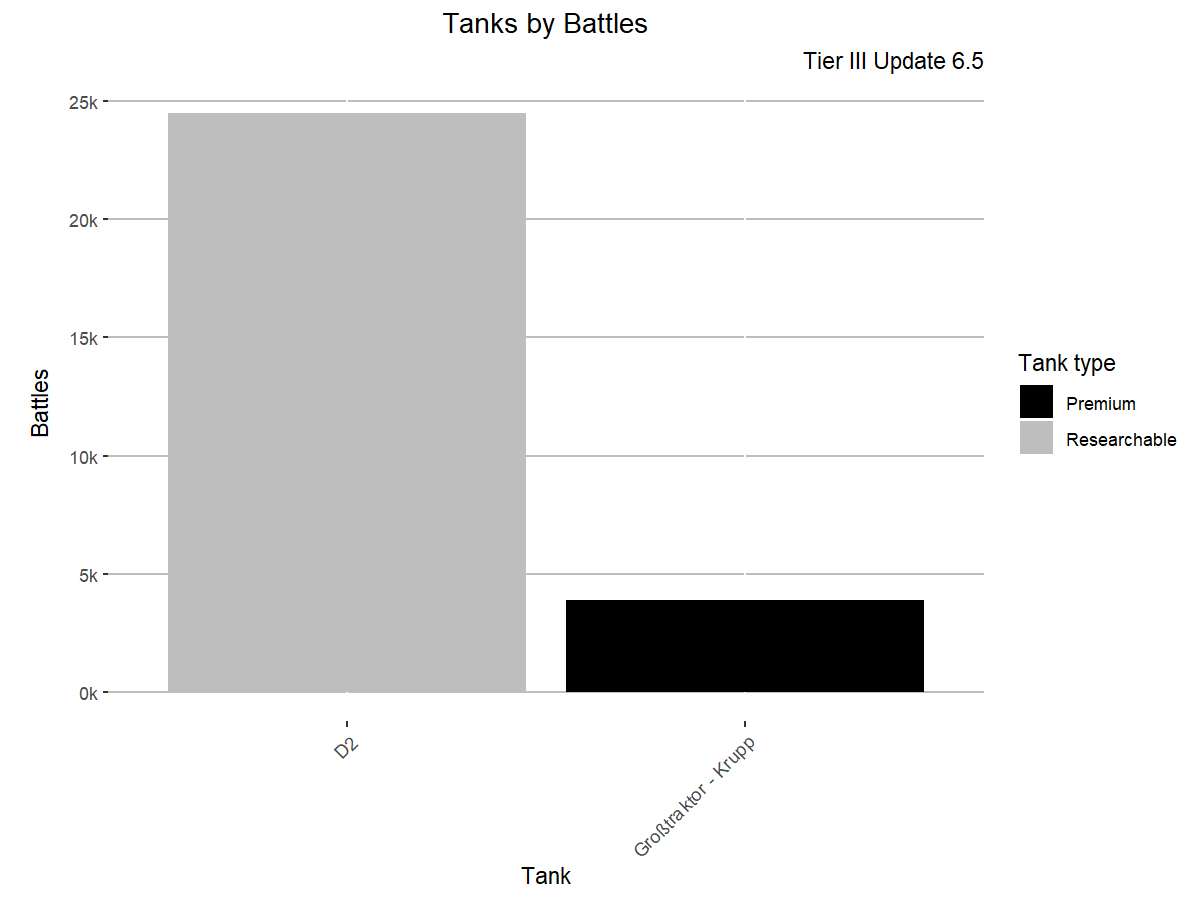 Tanks by Battles
Tier III Update 6.5
25k
20k
15k
10k
5k
0k
Battles
D2
Großtraktor - Krupp
Tank
Tank type
Premium
Researchable